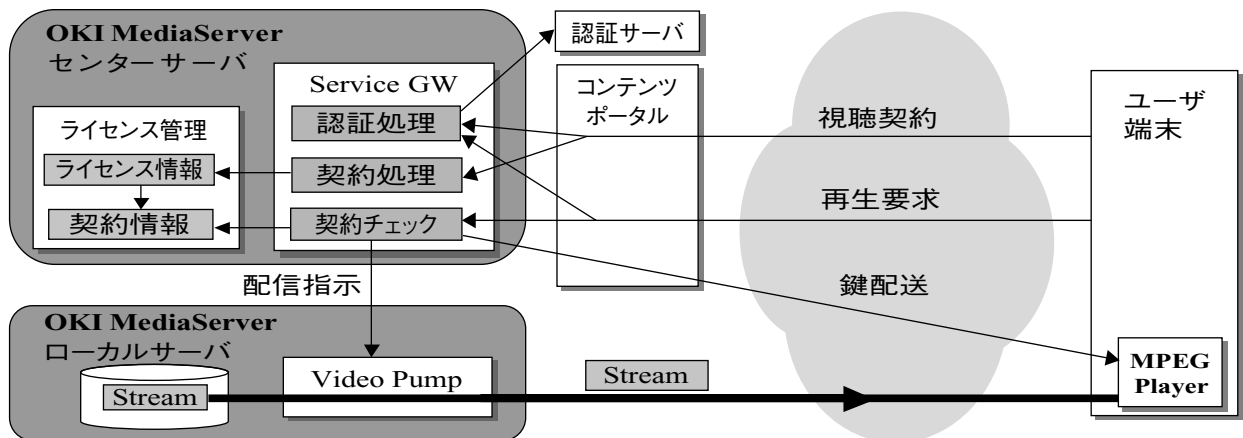 OKI MediaServer
センターサーバ
Service GW
認証処理
契約処理
契約チェック
ライセンス管理
ライセンス情報
契約情報
認証サーバ
コンテンツ
ポータル
視聴契約
再生要求
鍵配送
ユーザ
端末
配信指示
OKI MediaServer
ローカルサーバ
Stream
Video Pump
Stream
MPEG
Player